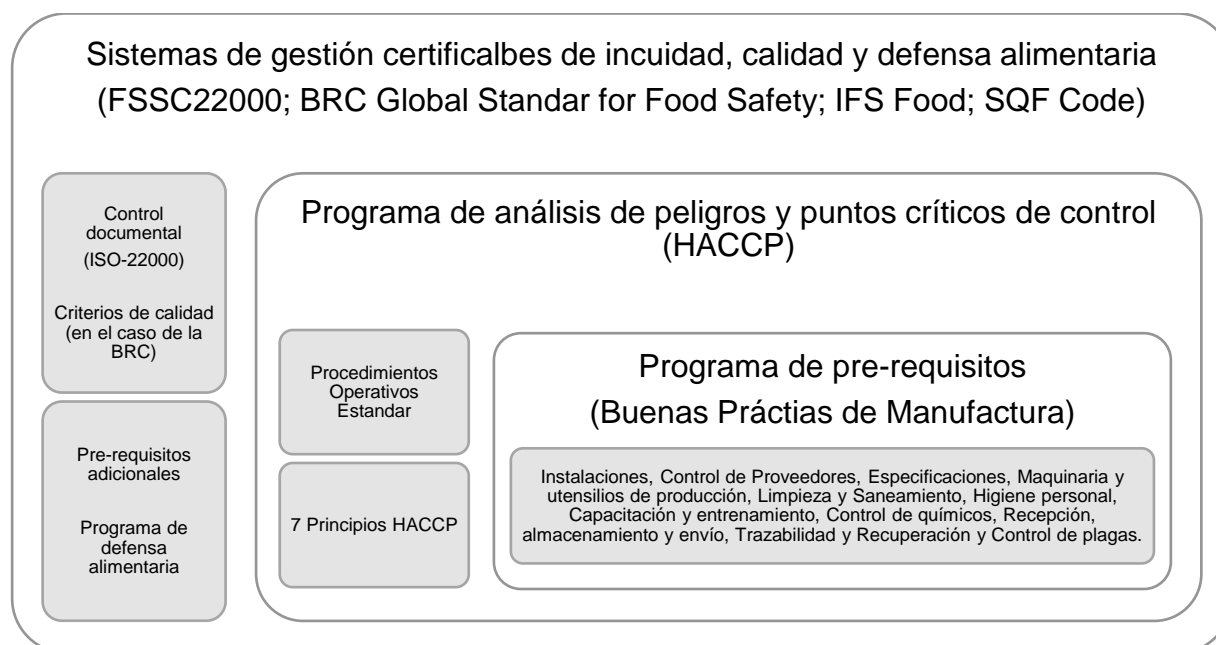 Sistemas de gestión certificalbes de incuidad, calidad y defensa alimentaria
(FSSC22000; BRC Global Standar for Food Safety; IFS Food; SQF Code)
Control
documental
(ISO-22000)
Criterios de calidad
(en el caso de la
BRC)
Pre-requisitos
adicionales
Programa de
defensa
alimentaria
Programa de análisis de peligros y puntos críticos de control
(HACCP)
Procedimientos
Operativos
Estandar
7 Principios HACCP
Programa de pre-requisitos
(Buenas Práctias de Manufactura)
Instalaciones, Control de Proveedores, Especificaciones, Maquinaria y
utensilios de producción, Limpieza y Saneamiento, Higiene personal,
Capacitación y entrenamiento, Control de químicos, Recepción,
almacenamiento y envío, Trazabilidad y Recuperación y Control de plagas.